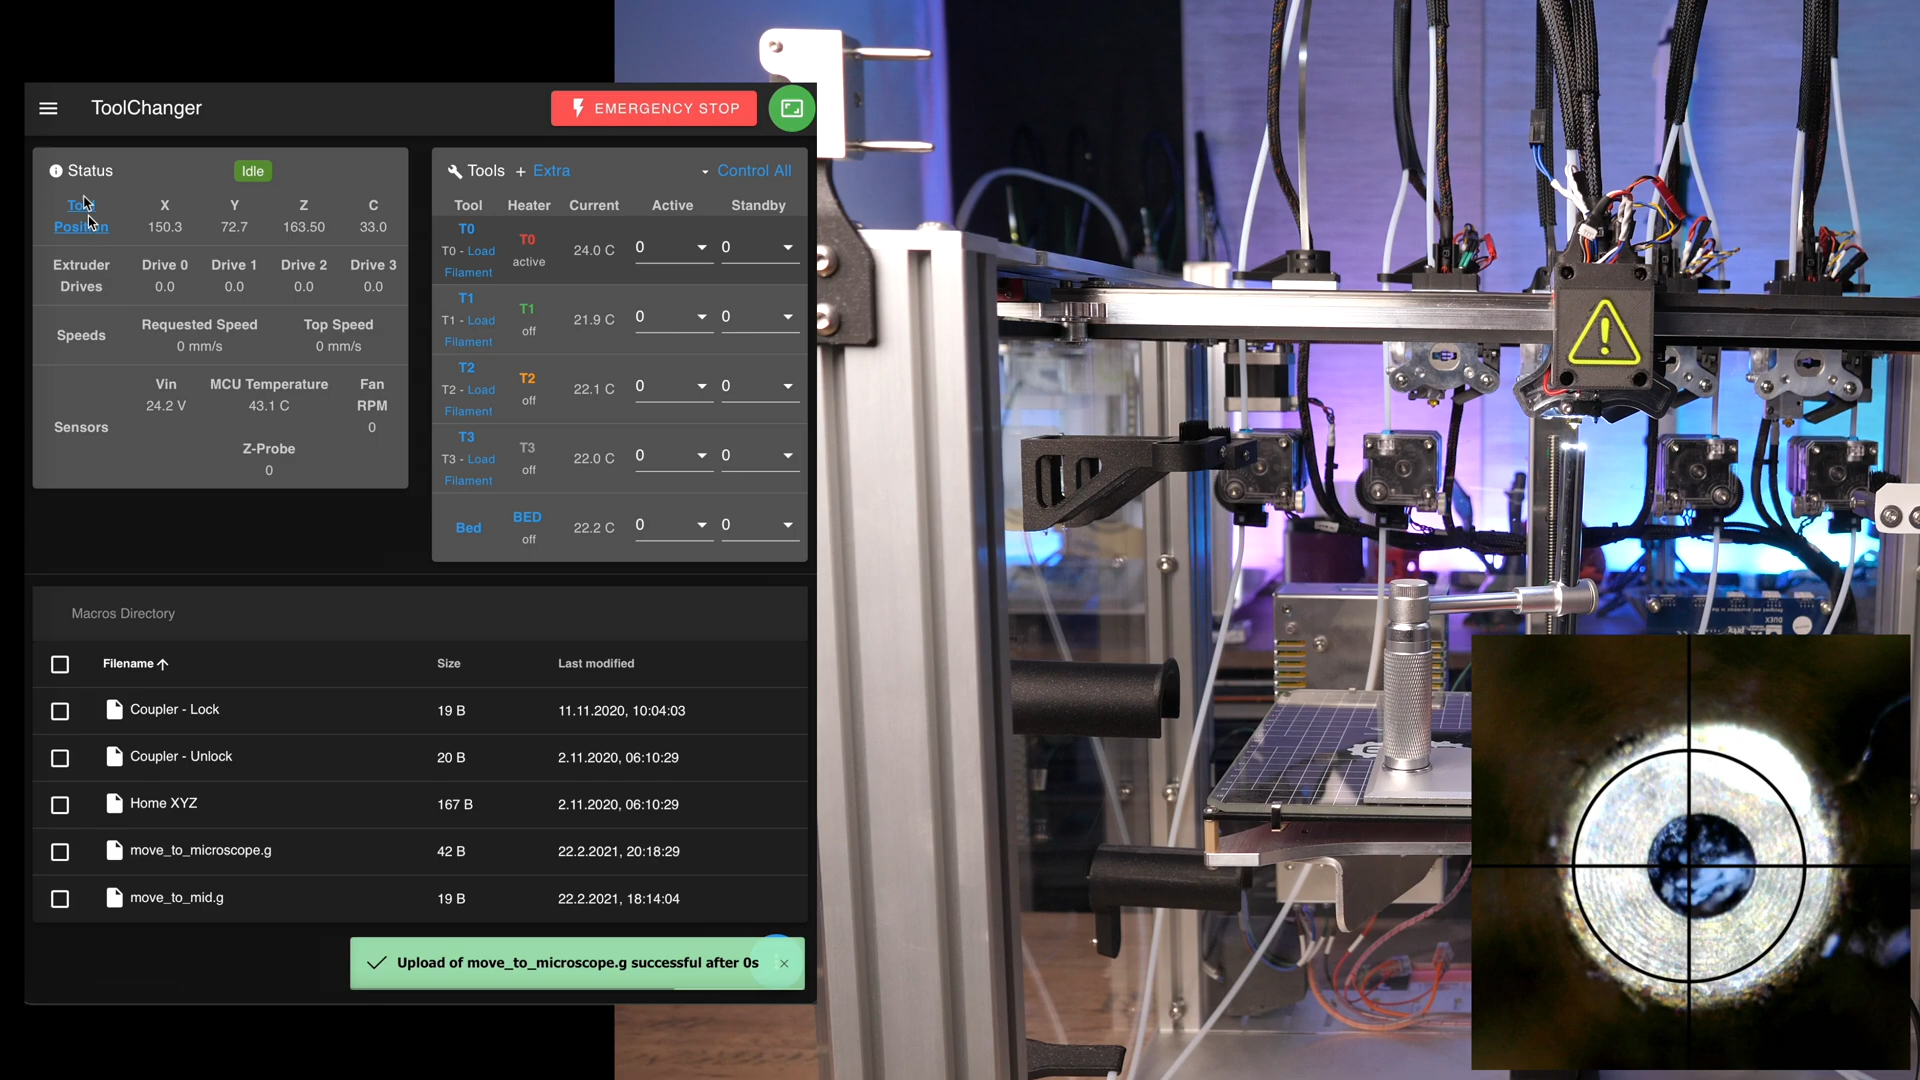 ToolChanger
EMERGENCY STOP
Status
Idle
X Y Z C
Position 150.3 72.7 163.50 33.0
Extruder Drives
Drive 0 Drive 1 Drive 2 Drive 3
0.0 0.0 0.0 0.0
Speeds
Requested Speed Top Speed
0 mm/s 0 mm/s
Sensors
Vin MCU Temperature Fan RPM
24.2 V 43.1 C 0
Z-Probe
0
Tools + Extra Control All
Tool Heater Current Active Standby
T0 T0 24.0 C 0 0
T0 - Load Filament active
T1 T1 21.9 C 0 0
T1 - Load Filament off
T2 T2 22.1 C 0 0
T2 - Load Filament off
T3 T3 22.0 C 0 0
T3 - Load Filament off
Bed BED 22.2 C 0 0
off
Macros Directory
Filename Size Last modified
Coupler - Lock 19 B 11.11.2020, 10:04:03
Coupler - Unlock 20 B 2.11.2020, 06:10:29
Home XYZ 167 B 2.11.2020, 06:10:29
move_to_microscope.g 42 B 22.2.2021, 20:18:29
move_to_mid.g 19 B 22.2.2021, 18:14:04
Upload of move_to_microscope.g successful after 0s
DUEX